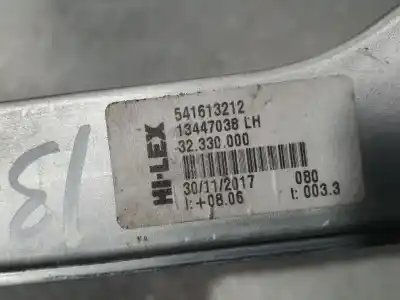 HI-LEX
541613212
13447038 LH
32.330.000
30/11/2017 080
I:+08.06 t: 003.3